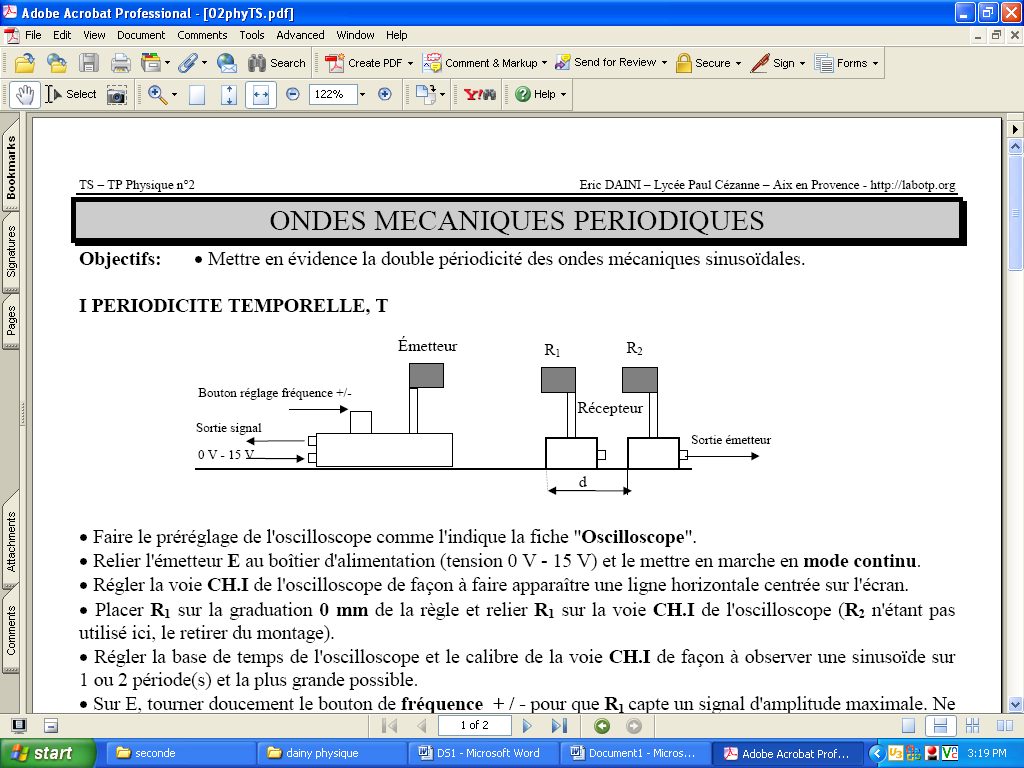 Adobe Acrobat Professional - [02phyTS.pdf]
File Edit View Document Comments Tools Advanced Window Help
Search Create PDF Comment & Markup Send for Review Secure Sign Forms
Select 122% Y! Help
Bookmarks
Signatures
Pages
Attachments
Comments
TS – TP Physique n°2 Eric DAINI – Lycée Paul Cézanne – Aix en Provence - http://labotp.org
ONDES MECANIQUES PERIODIQUES
Objectifs: • Mettre en évidence la double périodicité des ondes mécaniques sinusoïdales.
I PERIODICITE TEMPORELLE, T
Émetteur R1 R2
Bouton réglage fréquence +/-
Récepteur
Sortie signal
Sortie émetteur
0 V - 15 V
d
• Faire le préréglage de l'oscilloscope comme l'indique la fiche "Oscilloscope".
• Relier l'émetteur E au boîtier d'alimentation (tension 0 V - 15 V) et le mettre en marche en mode continu.
• Régler la voie CH.I de l'oscilloscope de façon à faire apparaître une ligne horizontale centrée sur l'écran.
• Placer R1 sur la graduation 0 mm de la règle et relier R1 sur la voie CH.I de l'oscilloscope (R2 n'étant pas
utilisé ici, le retirer du montage).
• Régler la base de temps de l'oscilloscope et le calibre de la voie CH.I de façon à observer une sinusoïde sur
1 ou 2 période(s) et la plus grande possible.
• Sur E, tourner doucement le bouton de fréquence + / - pour que R1 capte un signal d'amplitude maximale. Ne
1 of 2
start seconde dainy physique DS1 - Microsoft Word Document1 - Micros... Adobe Acrobat Prof... 3:19 PM